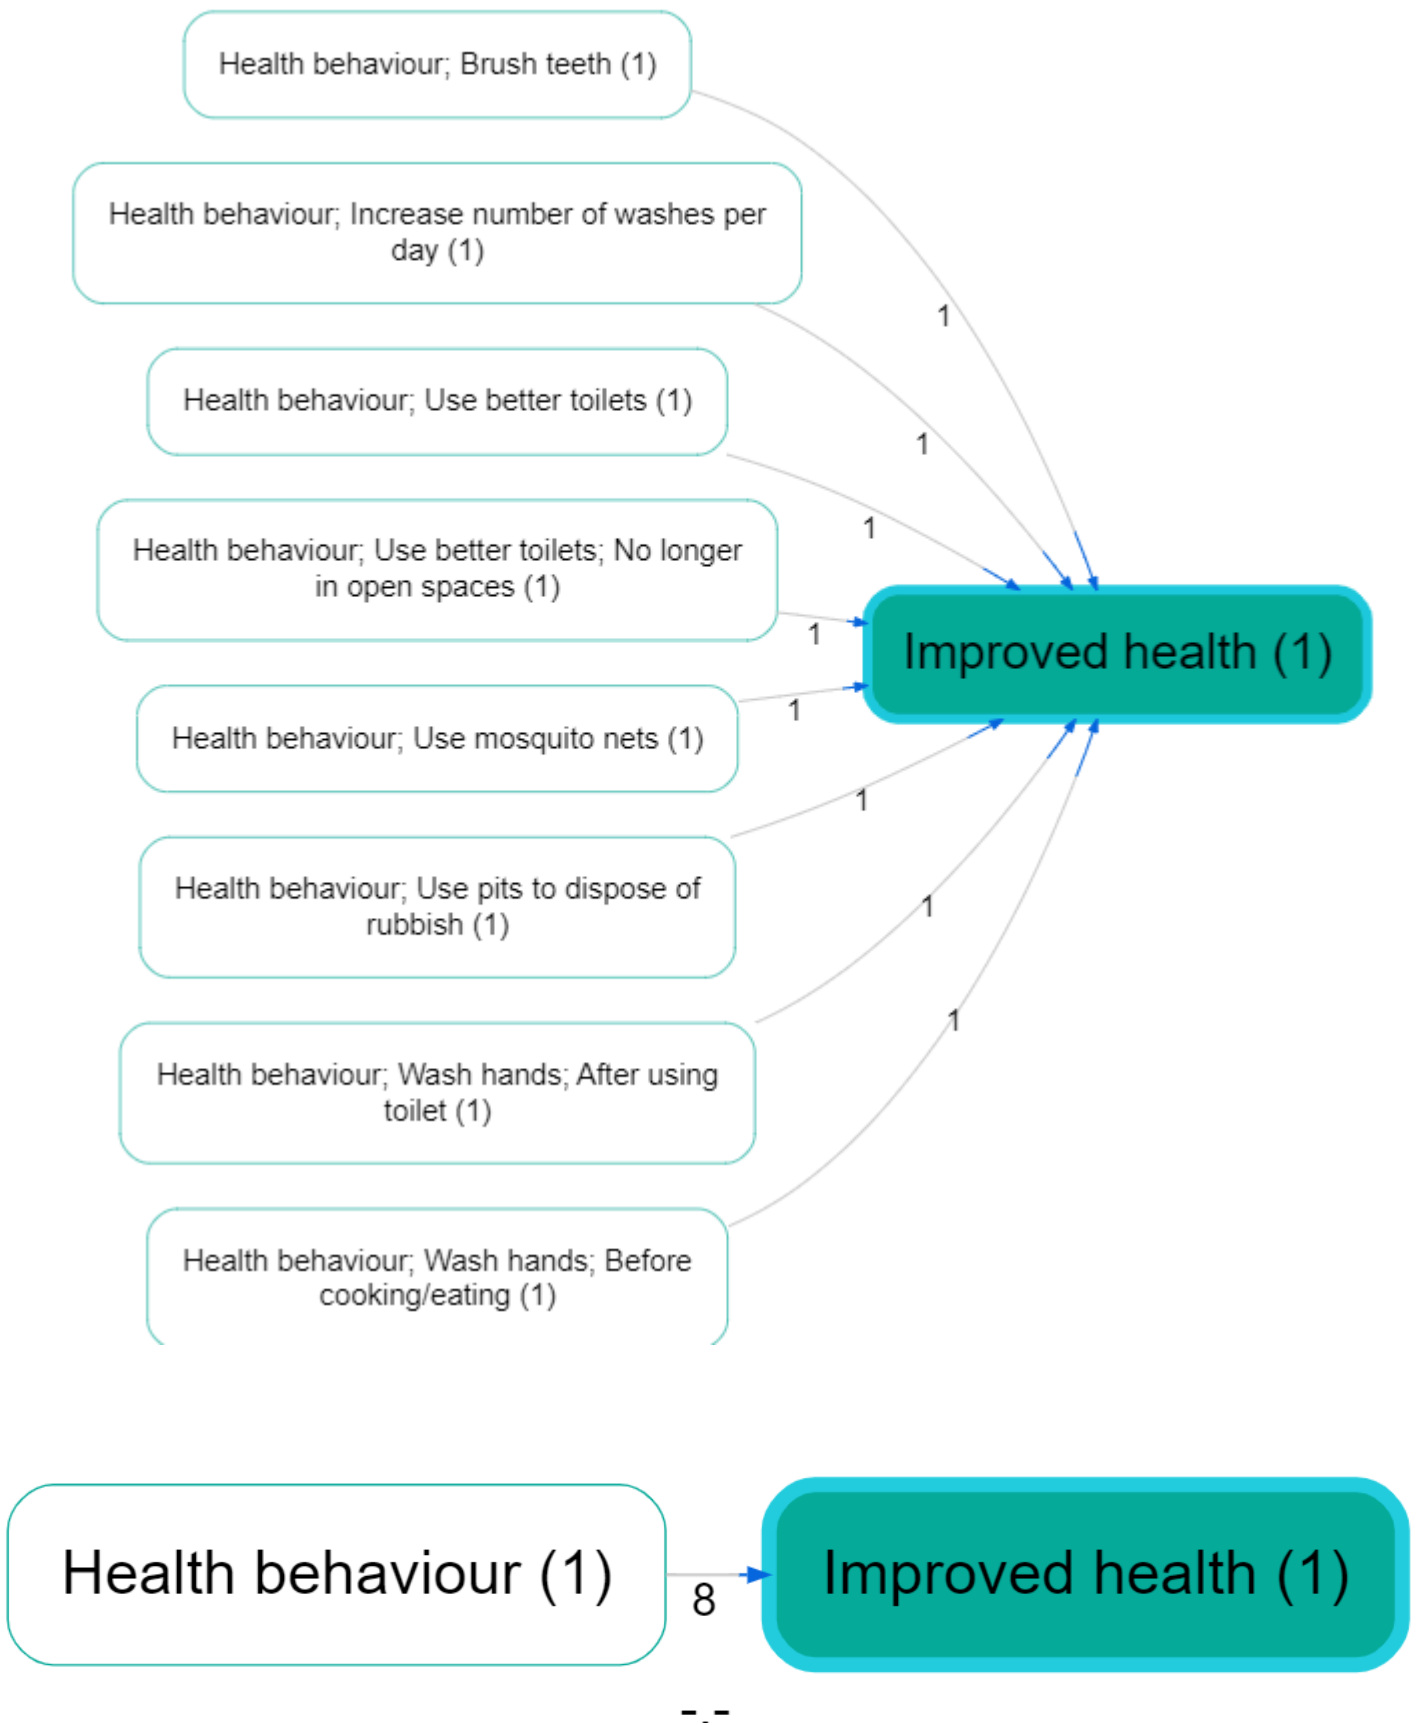 Health behaviour; Brush teeth (1)
Health behaviour; Increase number of washes per
day (1)
1
Health behaviour; Use better toilets (1)
1
1
Health behaviour; Use better toilets; No longer
in open spaces (1)
1
Improved health (1)
Health behaviour; Use mosquito nets (1)
1
1
Health behaviour; Use pits to dispose of
rubbish (1)
1
Health behaviour; Wash hands; After using
toilet (1)
1
Health behaviour; Wash hands; Before
cooking/eating (1)
Health behaviour (1)
8
Improved health (1)